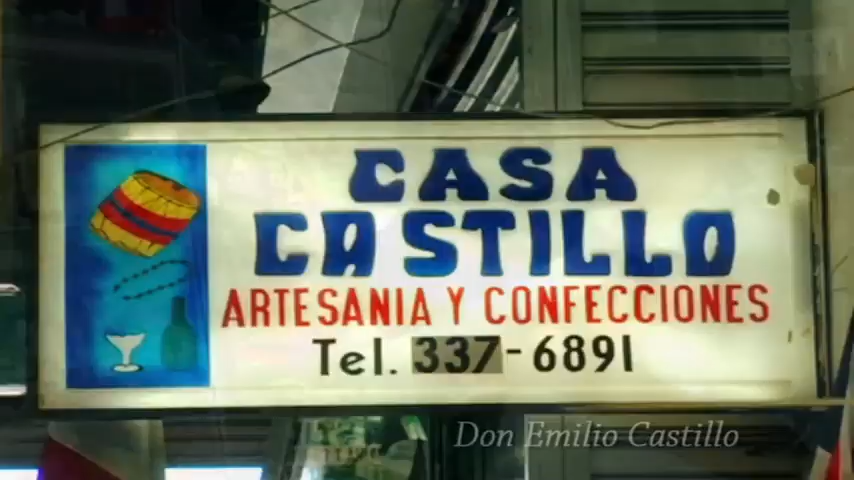 CASA
CASTILLO
ARTESANIA Y CONFECCIONES
Tel. 337-6891
Don Emilio Castillo